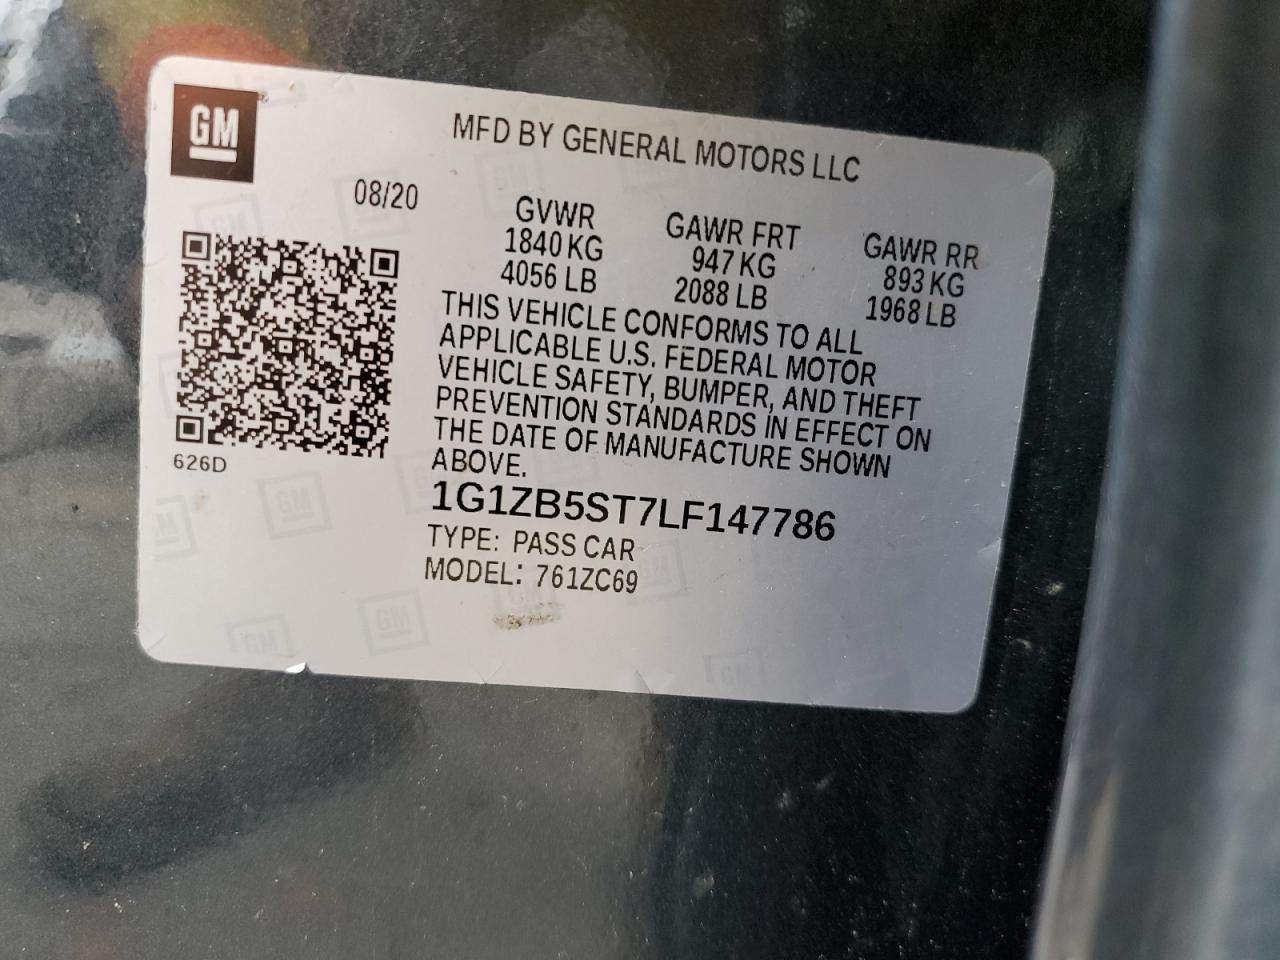 GM
MFD BY GENERAL MOTORS LLC
08/20
GVWR GAWR FRT GAWR RR
1840 KG 947 KG 893 KG
4056 LB 2088 LB 1968 LB
THIS VEHICLE CONFORMS TO ALL
APPLICABLE U.S. FEDERAL MOTOR
VEHICLE SAFETY, BUMPER, AND THEFT
PREVENTION STANDARDS IN EFFECT ON
THE DATE OF MANUFACTURE SHOWN
ABOVE.
626D
1G1ZB5ST7LF147786
TYPE: PASS CAR
MODEL: 761ZC69